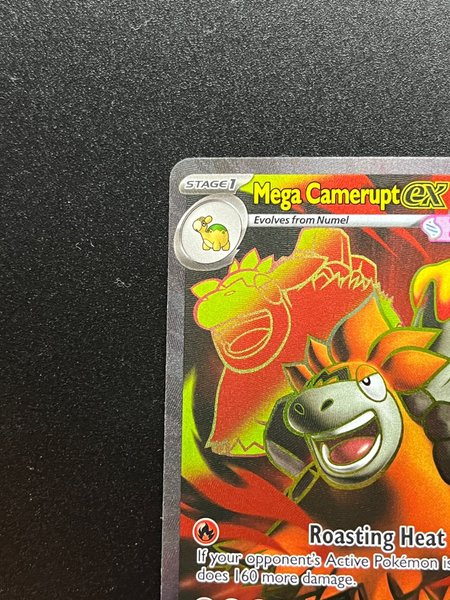 STAGE 1
Mega Camerupt ex
Evolves from Numel
Roasting Heat
If your opponent's Active Pokémon is
does 160 more damage.